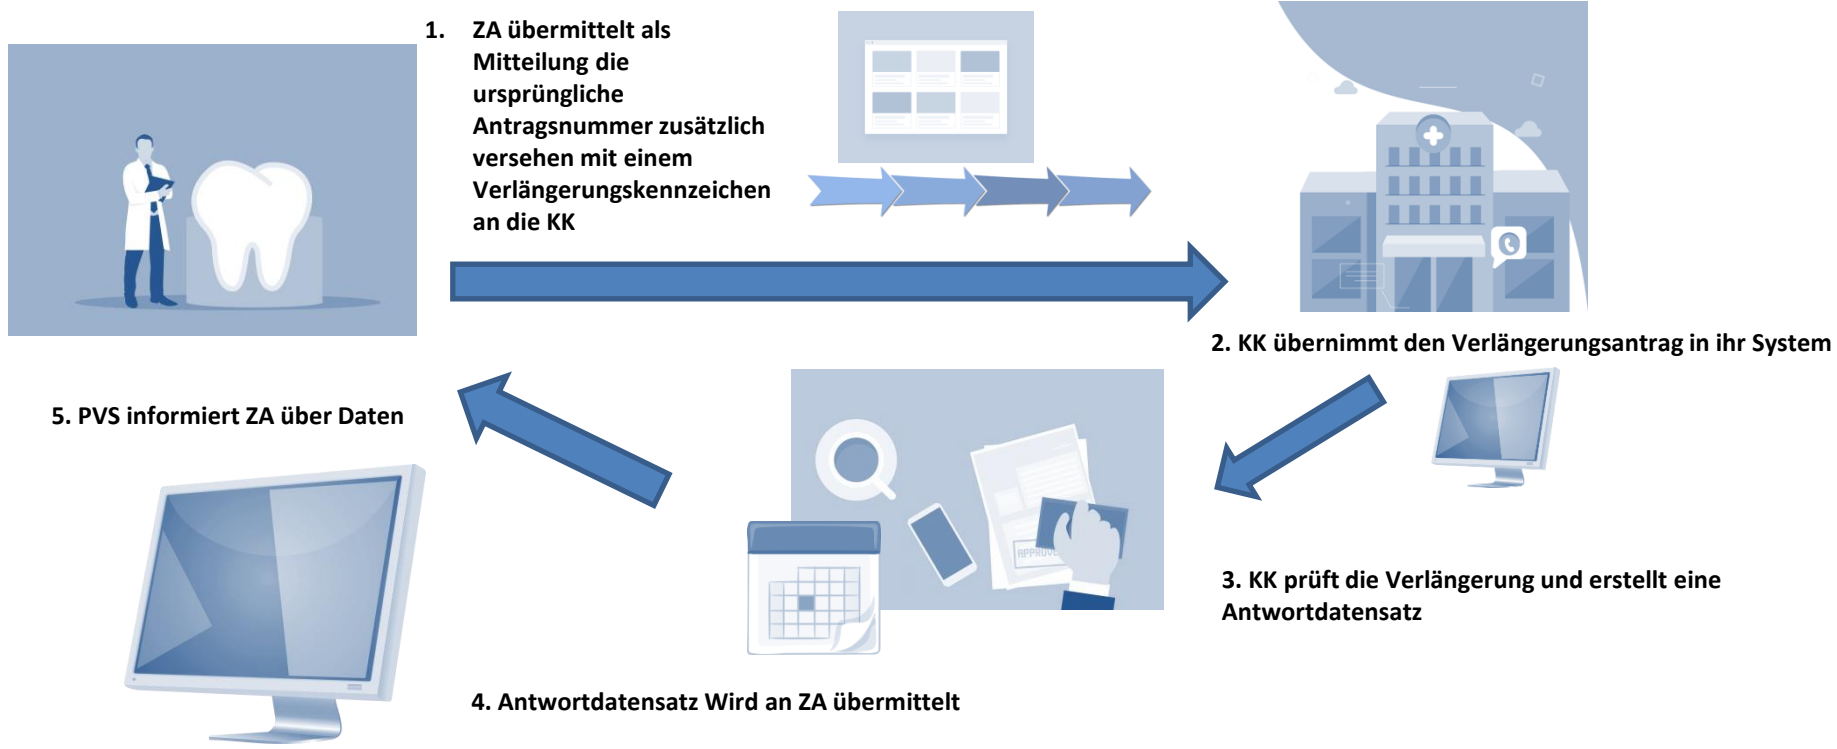 1. ZA übermittelt als
Mitteilung die
ursprüngliche
Antragsnummer zusätzlich
versehen mit einem
Verlängerungskennzeichen
an die KK
2. KK übernimmt den Verlängerungsantrag in ihr System
5. PVS informiert ZA über Daten
APPROVE
3. KK prüft die Verlängerung und erstellt eine
Antwortdatensatz
4. Antwortdatensatz Wird an ZA übermittelt